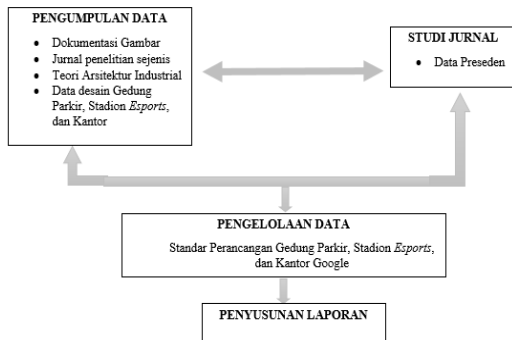 PENGUMPULAN DATA
• Dokumentasi Gambar
• Jurnal penelitian sejenis
• Teori Arsitektur Industrial
• Data desain Gedung
Parkir, Stadion Esports,
dan Kantor
STUDI JURNAL
• Data Preseden
PENGELOLAAN DATA
Standar Perancangan Gedung Parkir, Stadion Esports,
dan Kantor Google
PENYUSUNAN LAPORAN